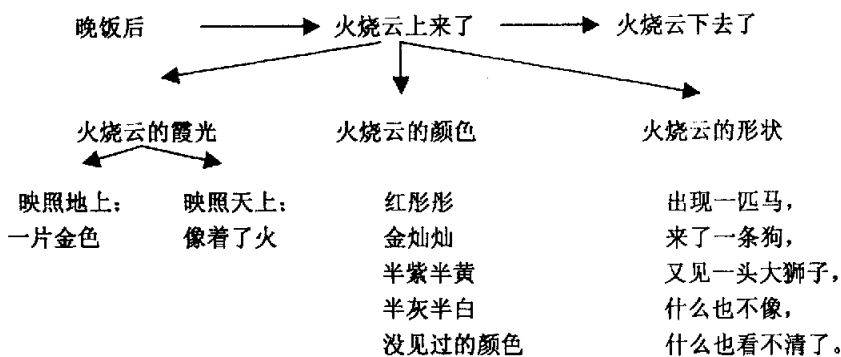 晚饭后 火烧云上来了 火烧云下去了
火烧云的霞光 火烧云的颜色 火烧云的形状
映照地上； 映照天上； 红彤彤 出现一匹马，
一片金色 像着了火 金灿灿 来了一条狗，
半紫半黄 又见一头大狮子，
半灰半白 什么也不像，
没见过的颜色 什么也看不清了。